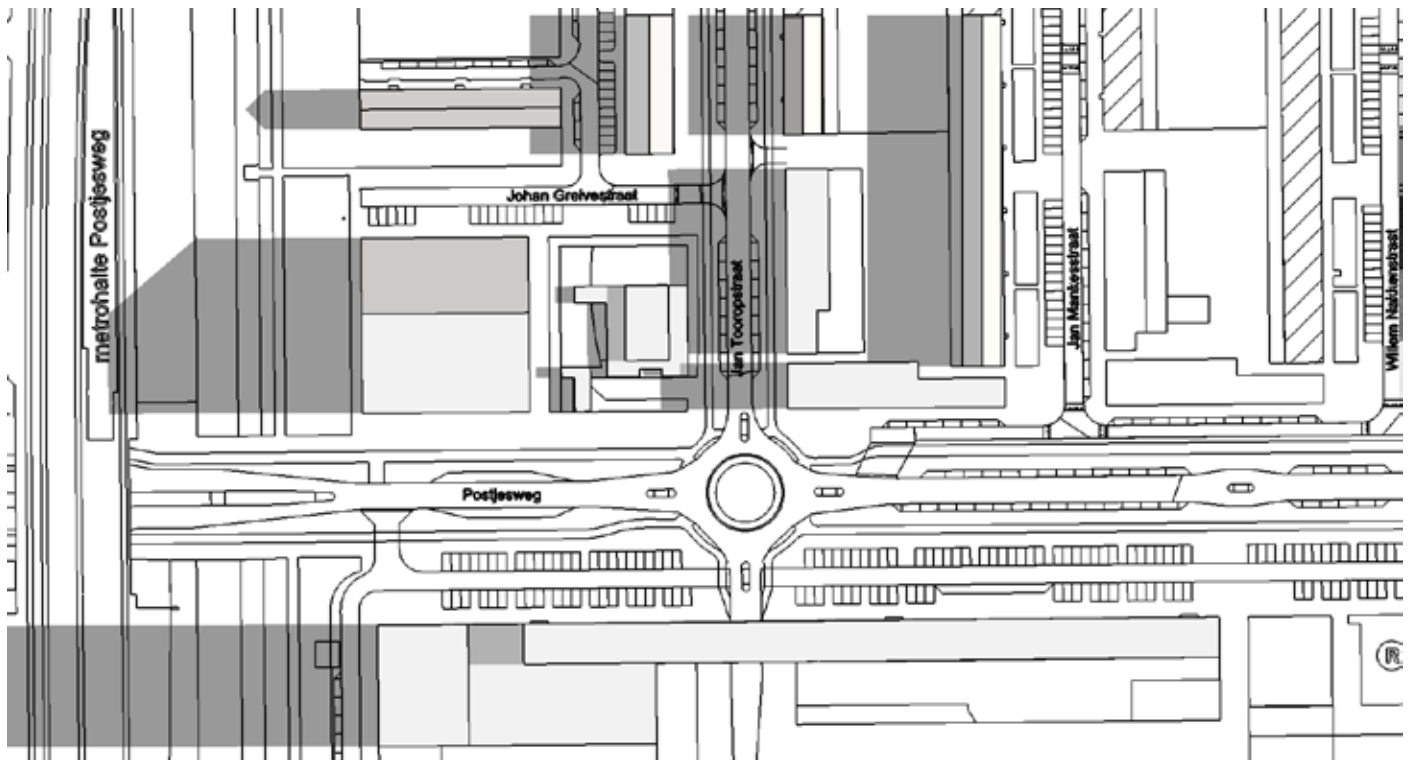 metrohalte Postjesweg
Johan Greivestraat
Jan Tooropstraat
Jan Mankesstraat
Willem Nakkenstraat
Postjesweg
R